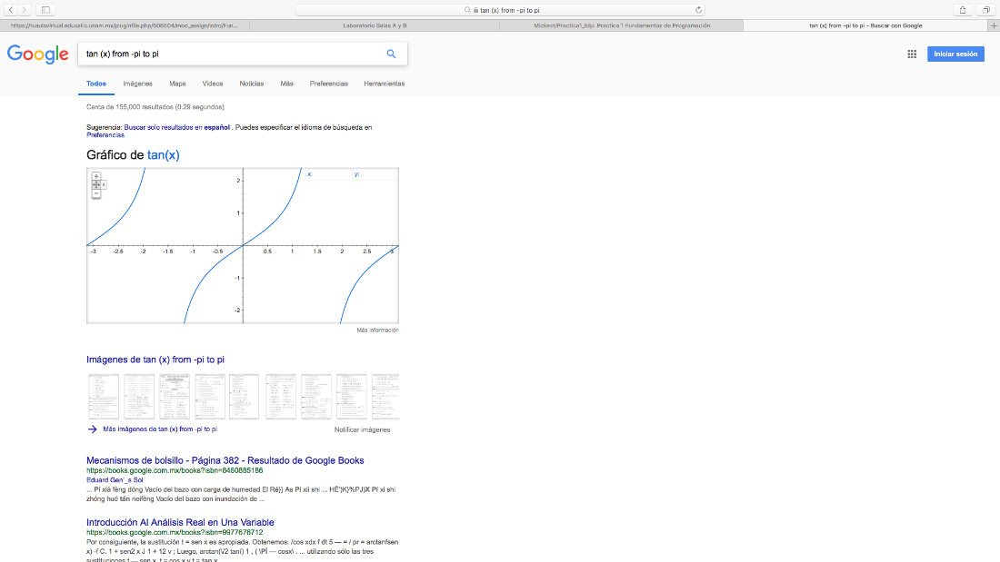 tan (x) from -pi to pi
https://tuaulavirtual.educatic.unam.mx/pluginfile.php/606504/mod_assign/intro/Fun...
Laboratorio Salas A y B
Mickevt/Practica1_fdp: Practica 1 Fundamentos de Programación
tan (x) from -pi to pi - Buscar con Google
Google
tan (x) from -pi to pi
Iniciar sesión
Todos Imágenes Maps Videos Noticias Más Preferencias Herramientas
Cerca de 155,000 resultados (0.29 segundos)
Sugerencia: Buscar solo resultados en español . Puedes especificar el idioma de búsqueda en
Preferencias
Gráfico de tan(x)
x: y:
2
1
-3 -2.5 -2 -1.5 -1 -0.5 0.5 1 1.5 2 2.5 3
-1
-2
Más información
Imágenes de tan (x) from -pi to pi
Más imágenes de tan (x) from -pi to pi
Notificar imágenes
Mecanismos de bolsillo - Página 382 - Resultado de Google Books
https://books.google.com.mx/books?isbn=8460885186
Eduard Gen'_s Sol
... Pí xià fèng dóng Vacío del bazo con carga de humedad El Ré}} As Pí xíi shi ... HÉ')K}%PJ)X Pí xi shi
zhóng huó tán neifèng Vacío del bazo con inundación de ...
Introducción Al Análisis Real en Una Variable
https://books.google.com.mx/books?isbn=9977676712
Por consiguiente, la sustitución t = sen x es apropiada. Obtenemos: /cos xdx f dt 5 — = / pr = arctanfsen
x) -f C. 1 + sen2 x J 1 + 12 v ; Luego, arctan(V2 tani) 1 , ( \PÍ — cosx\ . ... utilizando sólo las tres
sustituciones t — sen x, t = cos x y t = tan x